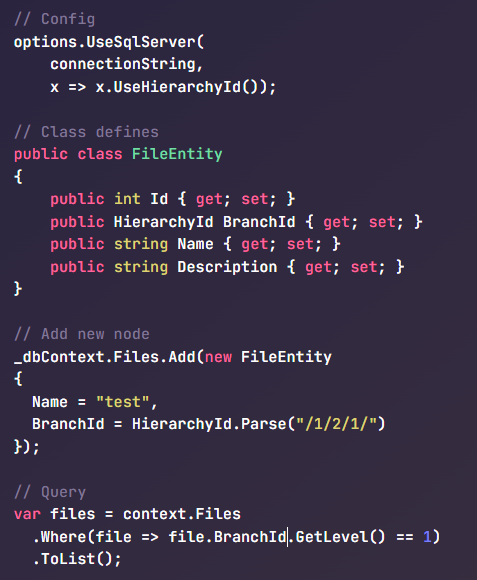 // Config
options.UseSqlServer(
    connectionString,
    x => x.UseHierarchyId());

// Class defines
public class FileEntity
{
    public int Id { get; set; }
    public HierarchyId BranchId { get; set; }
    public string Name { get; set; }
    public string Description { get; set; }
}

// Add new node
_dbContext.Files.Add(new FileEntity
{
  Name = "test",
  BranchId = HierarchyId.Parse("/1/2/1/")
});

// Query
var files = context.Files
  .Where(file => file.BranchId.GetLevel() == 1)
  .ToList();